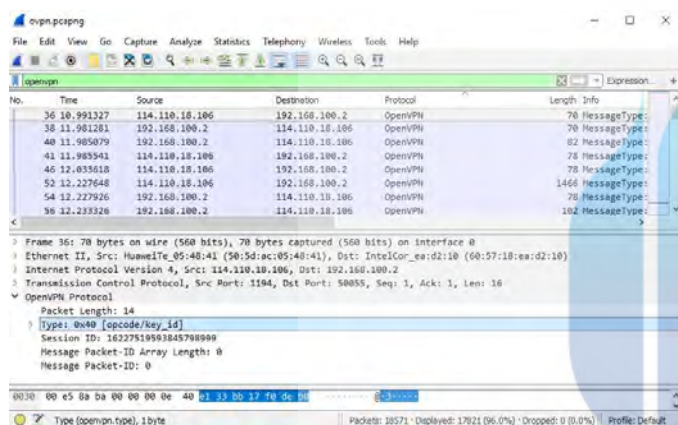 ovpn.pcapng
File Edit View Go Capture Analyze Statistics Telephony Wireless Tools Help
openvpn Expression... +
No. Time Source Destination Protocol Length Info
36 10.991327 114.110.18.106 192.168.100.2 OpenVPN 70 MessageType:
38 11.981281 192.168.100.2 114.110.18.106 OpenVPN 70 MessageType:
40 11.985079 192.168.100.2 114.110.18.106 OpenVPN 82 MessageType:
41 11.985541 114.110.18.106 192.168.100.2 OpenVPN 78 MessageType:
46 12.035618 192.168.100.2 114.110.18.106 OpenVPN 78 MessageType:
52 12.227648 114.110.18.106 192.168.100.2 OpenVPN 1466 MessageType:
54 12.227926 192.168.100.2 114.110.18.106 OpenVPN 78 MessageType:
56 12.233326 192.168.100.2 114.110.18.106 OpenVPN 102 MessageType:
Frame 36: 70 bytes on wire (560 bits), 70 bytes captured (560 bits) on interface 0
Ethernet II, Src: HuaweiTe_05:48:41 (50:5d:ac:05:48:41), Dst: IntelCor_ea:d2:10 (60:57:18:ea:d2:10)
Internet Protocol Version 4, Src: 114.110.18.106, Dst: 192.168.100.2
Transmission Control Protocol, Src Port: 1194, Dst Port: 50055, Seq: 1, Ack: 1, Len: 16
OpenVPN Protocol
Packet Length: 14
Type: 0x40 [opcode/key_id]
Session ID: 16227519593845798999
Message Packet-ID Array Length: 0
Message Packet-ID: 0
0030 00 e5 8a ba 00 00 00 0e 40 e1 33 bb 17 f0 de b0 ········ @·3·····
Type (openvpn.type), 1 byte Packets: 18571 · Displayed: 17821 (96.0%) · Dropped: 0 (0.0%) Profile: Default